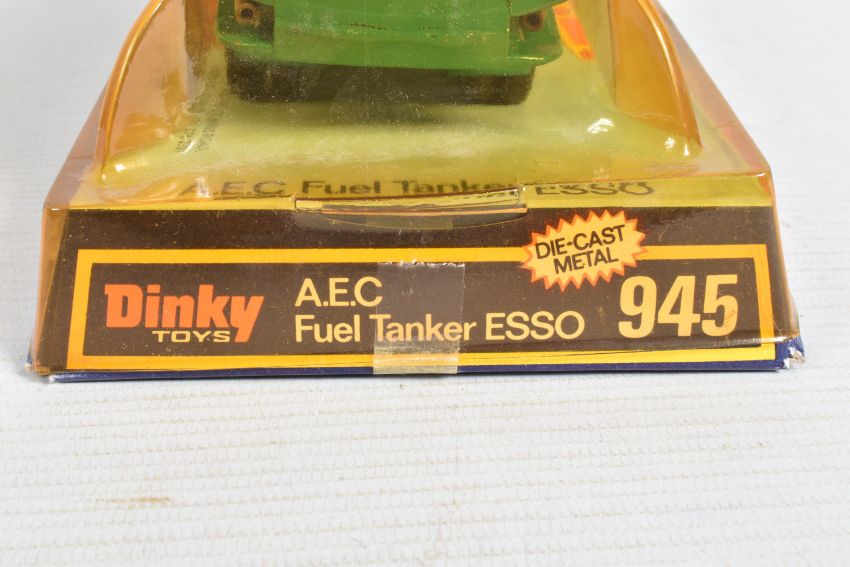 A.E.C Fuel Tanker ESSO
DIE-CAST
METAL
Dinky
TOYS
A.E.C
Fuel Tanker ESSO
945